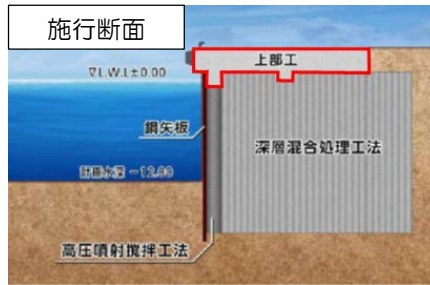 施行断面
上部工
▽L.W.L±0.00
鋼矢板
深層混合処理工法
計画水深 -12.00
高圧噴射撹拌工法